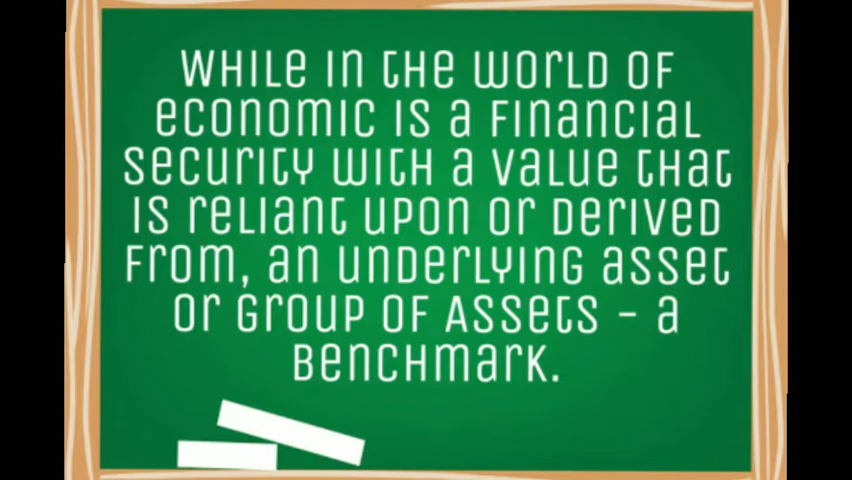 WHILE IN THE WORLD OF
ECONOMIC IS A FINANCIAL
SECURITY WITH A VALUE THAT
IS RELIANT UPON OR DERIVED
FROM, AN UNDERLYING ASSET
OR GROUP OF ASSETS - A
BENCHMARK.